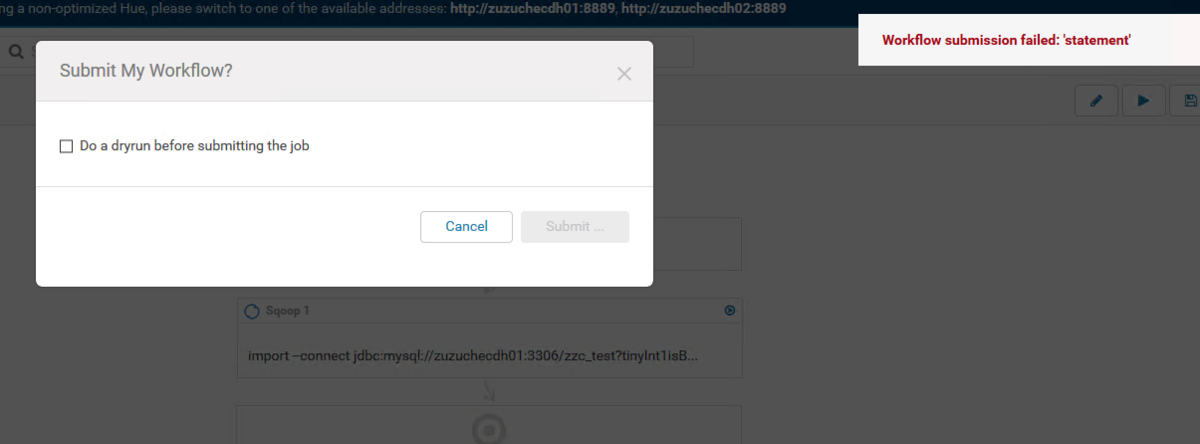 ng a non-optimized Hue, please switch to one of the available addresses: http://zuzuchecdh01:8889, http://zuzuchecdh02:8889
Workflow submission failed: 'statement'
Submit My Workflow?
Do a dryrun before submitting the job
Cancel
Submit ...
Sqoop 1
import --connect jdbc:mysql://zuzuchecdh01:3306/zzc_test?tinyInt1isB...